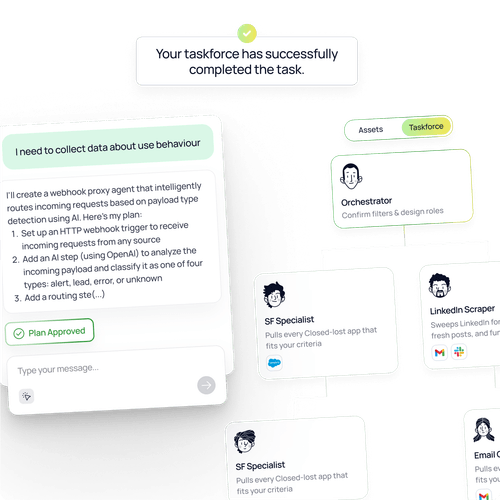 Your taskforce has successfully
completed the task.
I need to collect data about use behaviour
I'll create a webhook proxy agent that intelligently
routes incoming requests based on payload type
detection using AI. Here's my plan:
1. Set up an HTTP webhook trigger to receive
incoming requests from any source
2. Add an AI step (using OpenAI) to analyze the
incoming payload and classify it as one of four
types: alert, lead, error, or unknown
3. Add a routing ste(...)
Plan Approved
Type your message...
Assets
Taskforce
Orchestrator
Confirm filters & design roles
SF Specialist
Pulls every Closed-lost app that
fits your criteria
LinkedIn Scraper
Sweeps LinkedIn for
fresh posts, and fun
SF Specialist
Pulls every Closed-lost app that
fits your criteria
Email
Pulls every Closed
fits your criteria